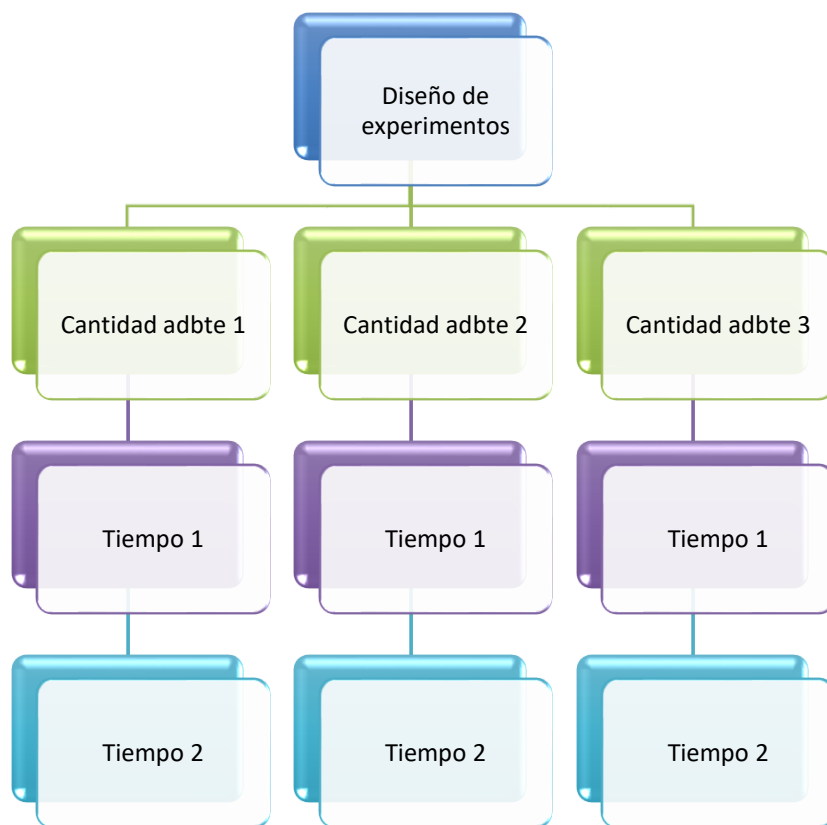 Diseño de
experimentos
Cantidad adbte 1
Cantidad adbte 2
Cantidad adbte 3
Tiempo 1
Tiempo 1
Tiempo 1
Tiempo 2
Tiempo 2
Tiempo 2